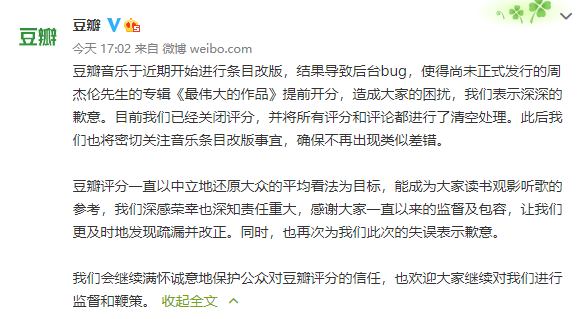 豆瓣
豆瓣
今天 17:02 来自 微博 weibo.com
豆瓣音乐于近期开始进行条目改版，结果导致后台bug，使得尚未正式发行的周
杰伦先生的专辑《最伟大的作品》提前开分，造成大家的困扰，我们表示深深的
歉意。目前我们已经关闭评分，并将所有评分和评论都进行了清空处理。此后我
们也将密切关注音乐条目改版事宜，确保不再出现类似差错。
豆瓣评分一直以中立地还原大众的平均看法为目标，能成为大家读书观影听歌的
参考，我们深感荣幸也深知责任重大，感谢大家一直以来的监督及包容，让我们
更及时地发现疏漏并改正。同时，也再次为我们此次的失误表示歉意。
我们会继续满怀诚意地保护公众对豆瓣评分的信任，也欢迎大家继续对我们进行
监督和鞭策。 收起全文